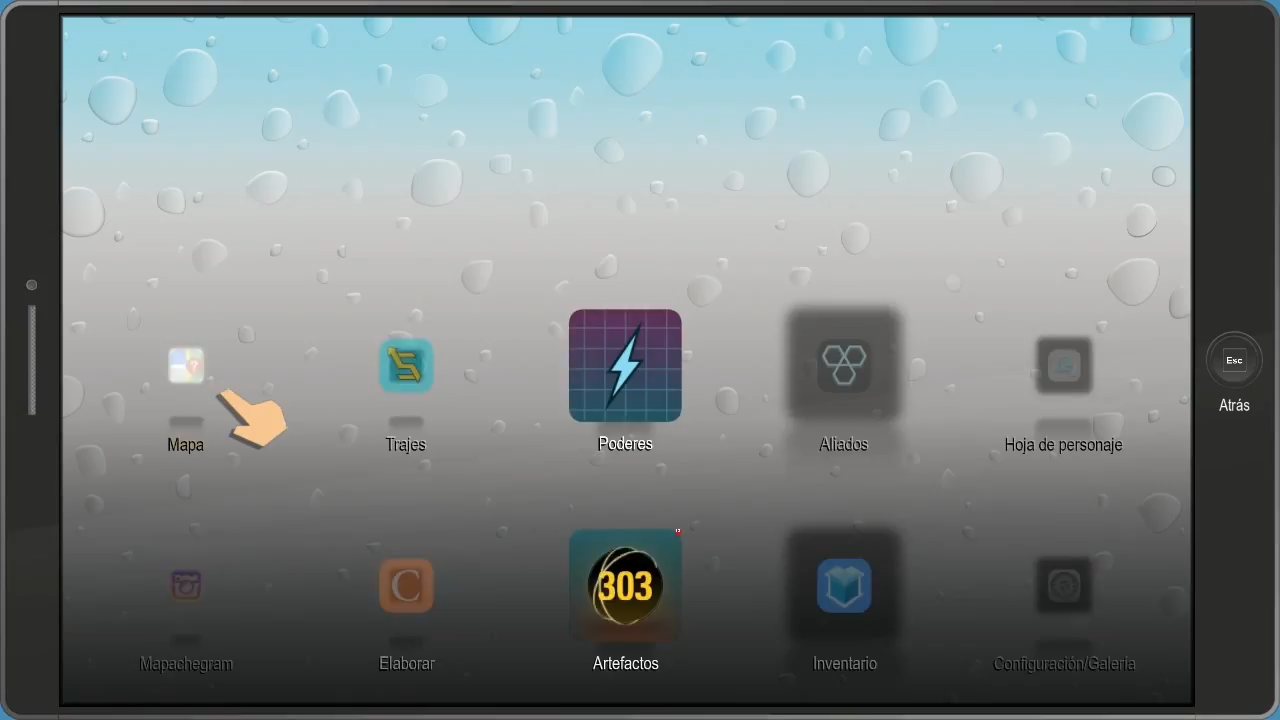 Esc
Atrás
Mapa
Trajes
Poderes
Aliados
Hoja de personaje
303
C
Mapachegram
Elaborar
Artefactos
Inventario
Configuración/Galería